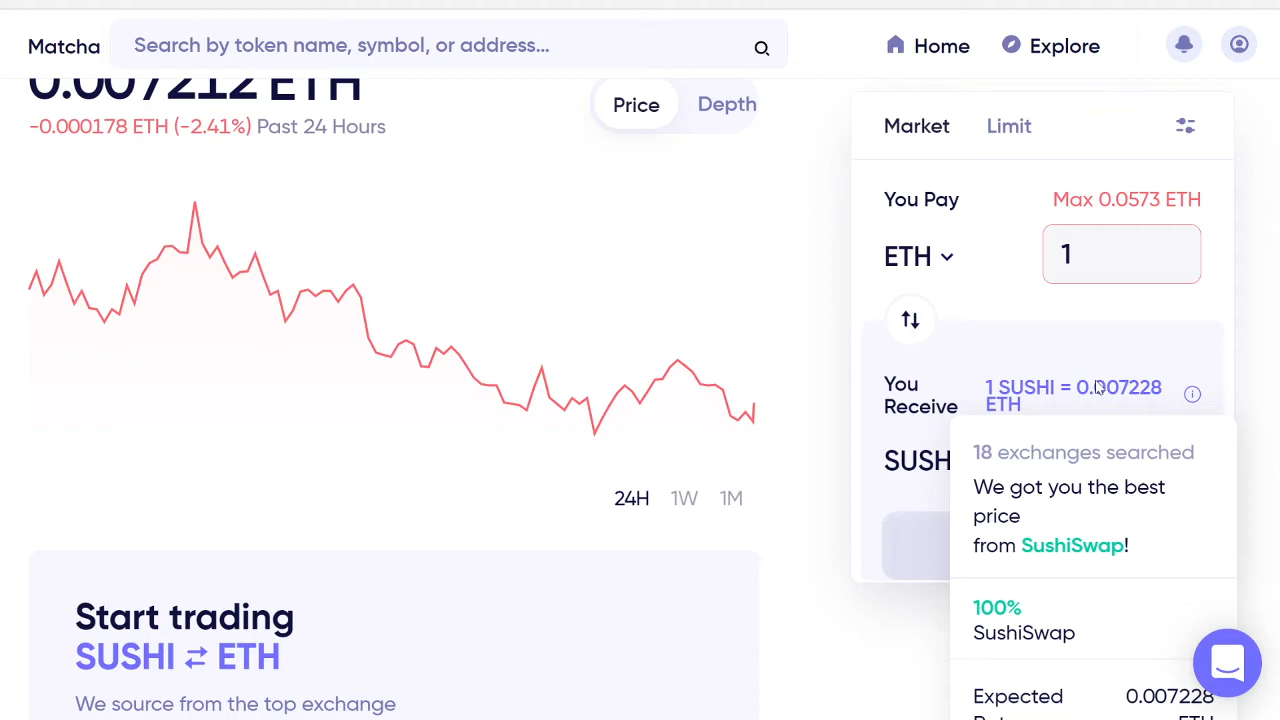 Matcha
Search by token name, symbol, or address...
Home
Explore
0.007212 ETH
-0.000178 ETH (-2.41%) Past 24 Hours
Price
Depth
Market
Limit
You Pay
Max 0.0573 ETH
ETH
1
You
Receive
1 SUSHI = 0.007228
ETH
SUSH
18 exchanges searched
We got you the best
price
from SushiSwap!
100%
SushiSwap
Expected
0.007228
24H 1W 1M
Start trading
SUSHI ⇄ ETH
We source from the top exchange